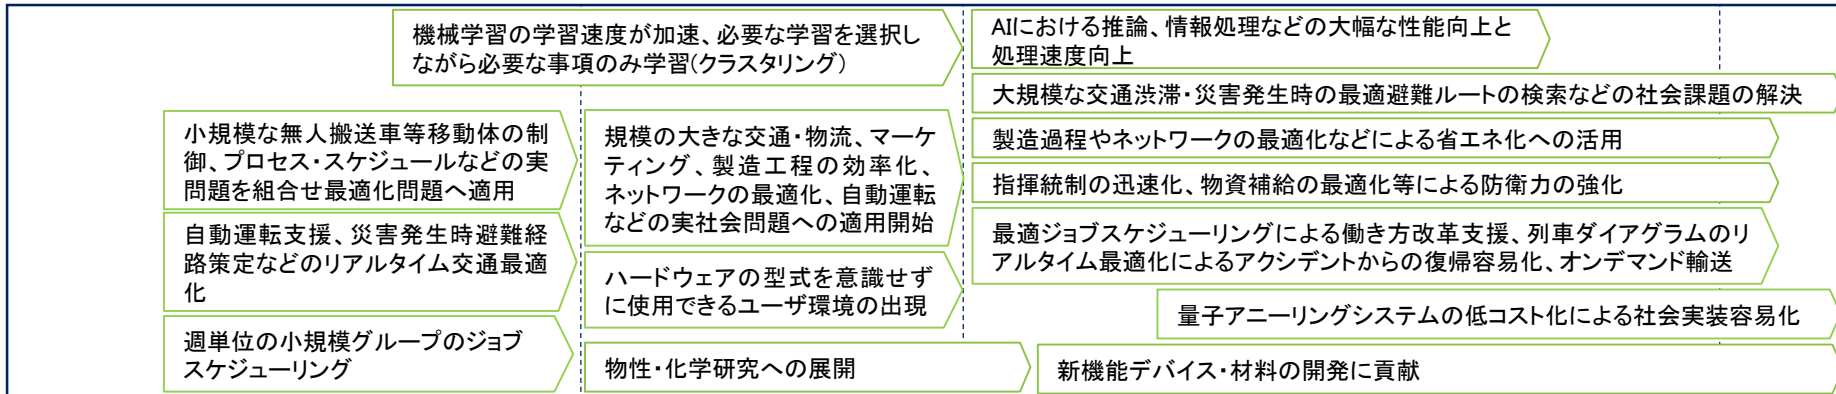 機械学習の学習速度が加速、必要な学習を選択し
ながら必要な事項のみ学習(クラスタリング)
AIにおける推論、情報処理などの大幅な性能向上と
処理速度向上
大規模な交通渋滞・災害発生時の最適避難ルートの検索などの社会課題の解決
小規模な無人搬送車等移動体の制
御、プロセス・スケジュールなどの実
問題を組合せ最適化問題へ適用
規模の大きな交通・物流、マーケ
ティング、製造工程の効率化、
ネットワークの最適化、自動運転
などの実社会問題への適用開始
製造過程やネットワークの最適化などによる省エネ化への活用
指揮統制の迅速化、物資補給の最適化等による防衛力の強化
自動運転支援、災害発生時避難経
路策定などのリアルタイム交通最適
化
最適ジョブスケジューリングによる働き方改革支援、列車ダイアグラムのリ
アルタイム最適化によるアクシデントからの復帰容易化、オンデマンド輸送
ハードウェアの型式を意識せず
に使用できるユーザ環境の出現
量子アニーリングシステムの低コスト化による社会実装容易化
週単位の小規模グループのジョブ
スケジューリング
物性・化学研究への展開
新機能デバイス・材料の開発に貢献